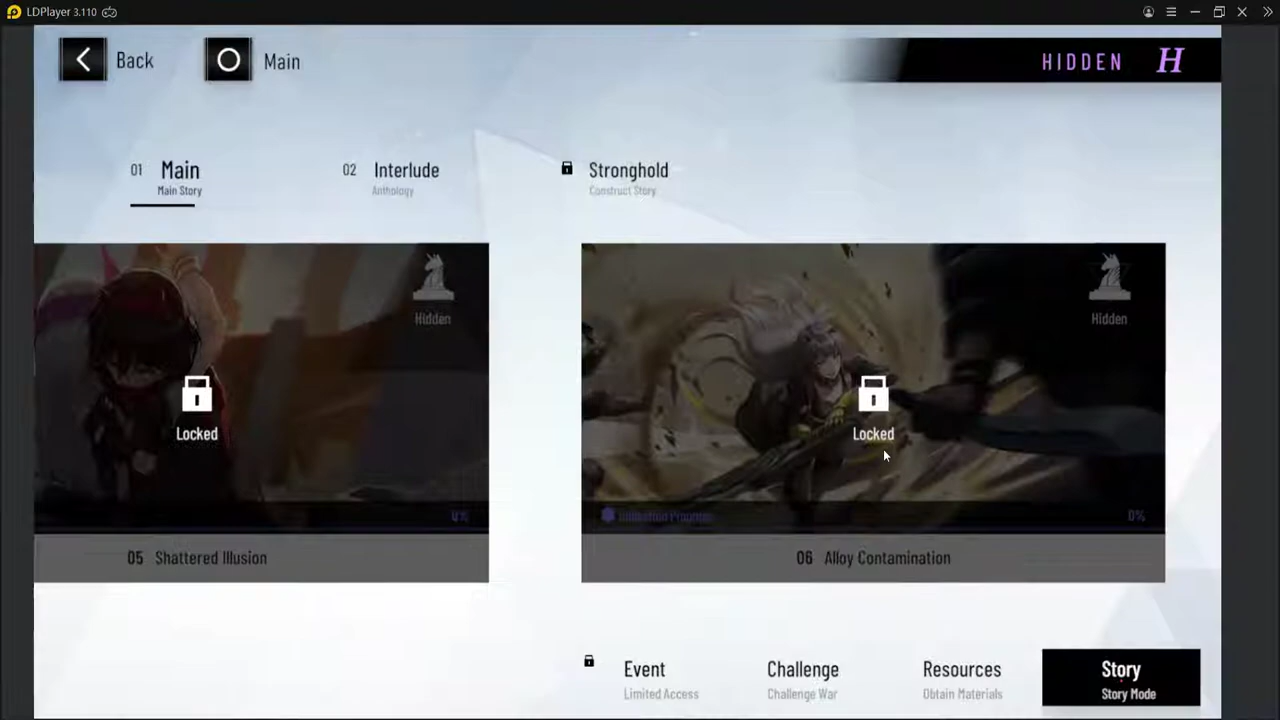 LDPlayer 3.110
Back
Main
HIDDEN H
01 Main
Main Story
02 Interlude
Anthology
Stronghold
Construct Story
Hidden
Locked
0%
05 Shattered Illusion
Hidden
Locked
0%
06 Alloy Contamination
Event
Limited Access
Challenge
Challenge War
Resources
Obtain Materials
Story
Story Mode